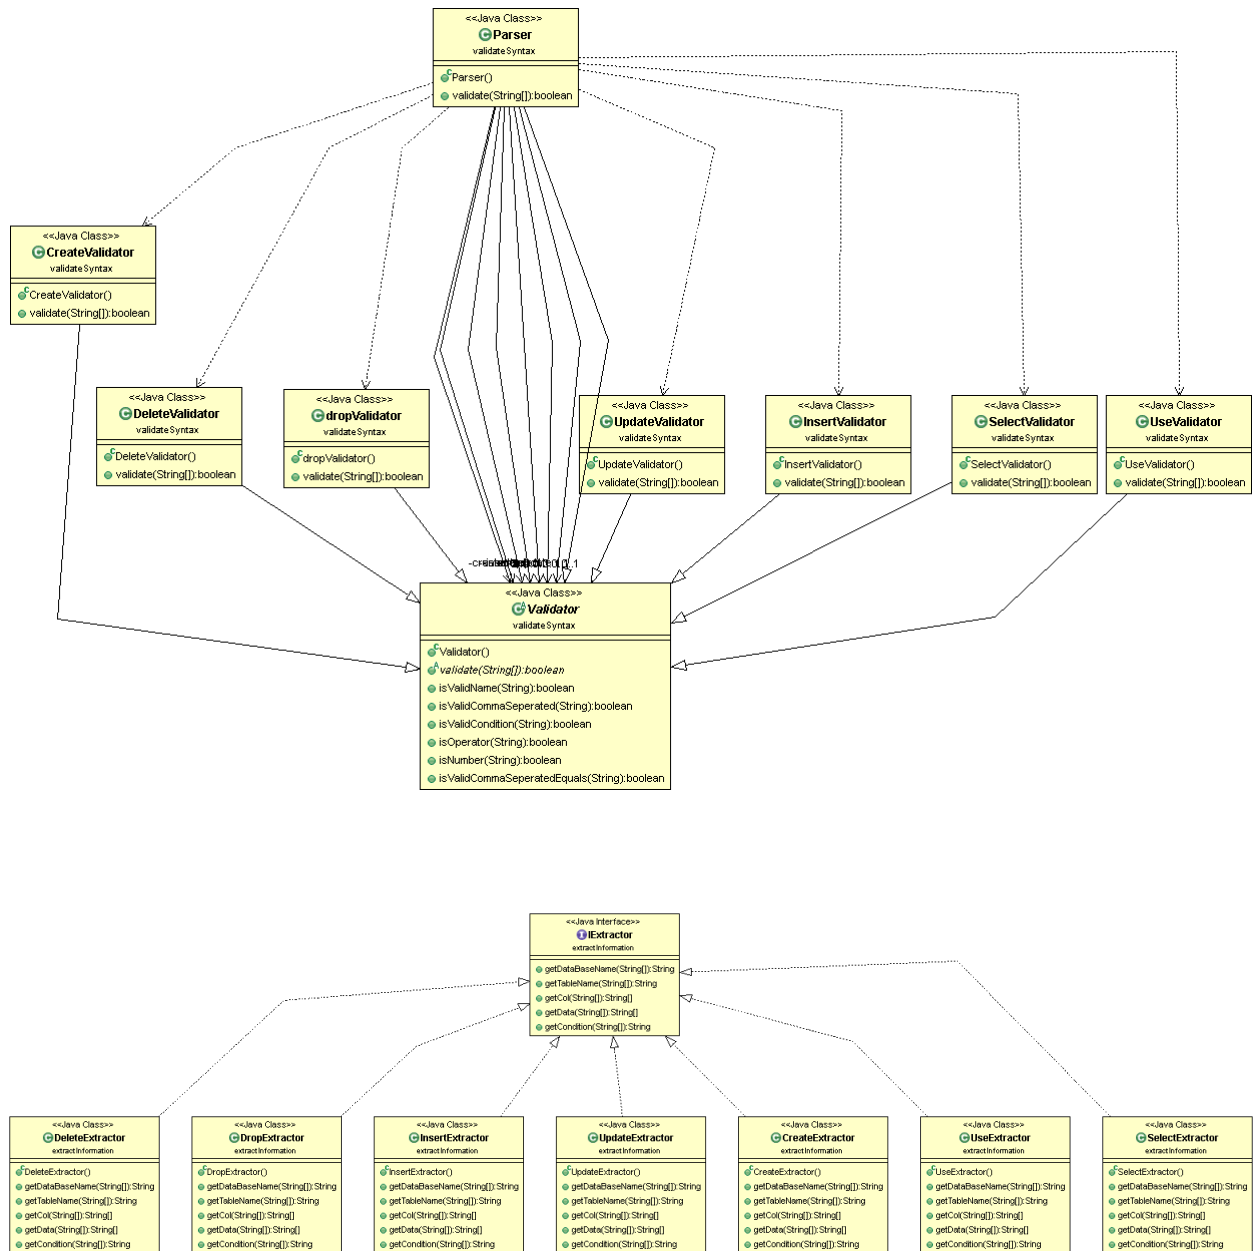 <<Java Class>>
Parser
validateSyntax
Parser()
validate(String[]):boolean
<<Java Class>>
CreateValidator
validateSyntax
CreateValidator()
validate(String[]):boolean
<<Java Class>>
DeleteValidator
validateSyntax
DeleteValidator()
validate(String[]):boolean
<<Java Class>>
dropValidator
validateSyntax
dropValidator()
validate(String[]):boolean
<<Java Class>>
UpdateValidator
validateSyntax
UpdateValidator()
validate(String[]):boolean
<<Java Class>>
InsertValidator
validateSyntax
InsertValidator()
validate(String[]):boolean
<<Java Class>>
SelectValidator
validateSyntax
SelectValidator()
validate(String[]):boolean
<<Java Class>>
UseValidator
validateSyntax
UseValidator()
validate(String[]):boolean
<<Java Class>>
Validator
validateSyntax
Validator()
validate(String[]):boolean
isValidName(String):boolean
isValidCommaSeperated(String):boolean
isValidCondition(String):boolean
isOperator(String):boolean
isNumber(String):boolean
isValidCommaSeperatedEquals(String):boolean
<<Java Interface>>
IExtractor
extractInformation
getDataBaseName(String[]):String
getTableName(String[]):String
getCol(String[]):String[]
getData(String[]):String[]
getCondition(String[]):String
<<Java Class>>
DeleteExtractor
extractInformation
DeleteExtractor()
getDataBaseName(String[]):String
getTableName(String[]):String
getCol(String[]):String[]
getData(String[]):String[]
getCondition(String[]):String
<<Java Class>>
DropExtractor
extractInformation
DropExtractor()
getDataBaseName(String[]):String
getTableName(String[]):String
getCol(String[]):String[]
getData(String[]):String[]
getCondition(String[]):String
<<Java Class>>
InsertExtractor
extractInformation
InsertExtractor()
getDataBaseName(String[]):String
getTableName(String[]):String
getCol(String[]):String[]
getData(String[]):String[]
getCondition(String[]):String
<<Java Class>>
UpdateExtractor
extractInformation
UpdateExtractor()
getDataBaseName(String[]):String
getTableName(String[]):String
getCol(String[]):String[]
getData(String[]):String[]
getCondition(String[]):String
<<Java Class>>
CreateExtractor
extractInformation
CreateExtractor()
getDataBaseName(String[]):String
getTableName(String[]):String
getCol(String[]):String[]
getData(String[]):String[]
getCondition(String[]):String
<<Java Class>>
UseExtractor
extractInformation
UseExtractor()
getDataBaseName(String[]):String
getTableName(String[]):String
getCol(String[]):String[]
getData(String[]):String[]
getCondition(String[]):String
<<Java Class>>
SelectExtractor
extractInformation
SelectExtractor()
getDataBaseName(String[]):String
getTableName(String[]):String
getCol(String[]):String[]
getData(String[]):String[]
getCondition(String[]):String